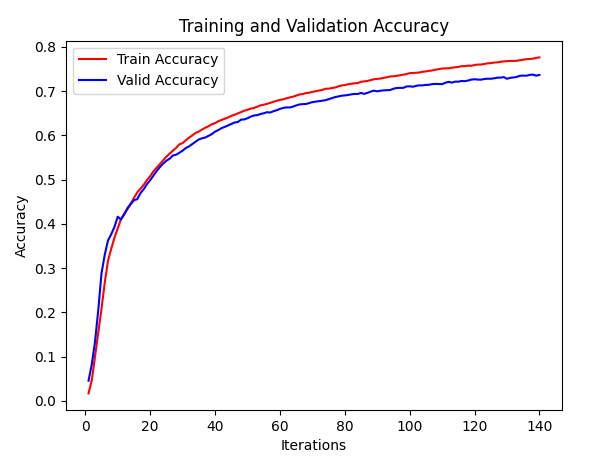 Training and Validation Accuracy
Train Accuracy
Valid Accuracy
Accuracy
0.8
0.7
0.6
0.5
0.4
0.3
0.2
0.1
0.0
0 20 40 60 80 100 120 140
Iterations